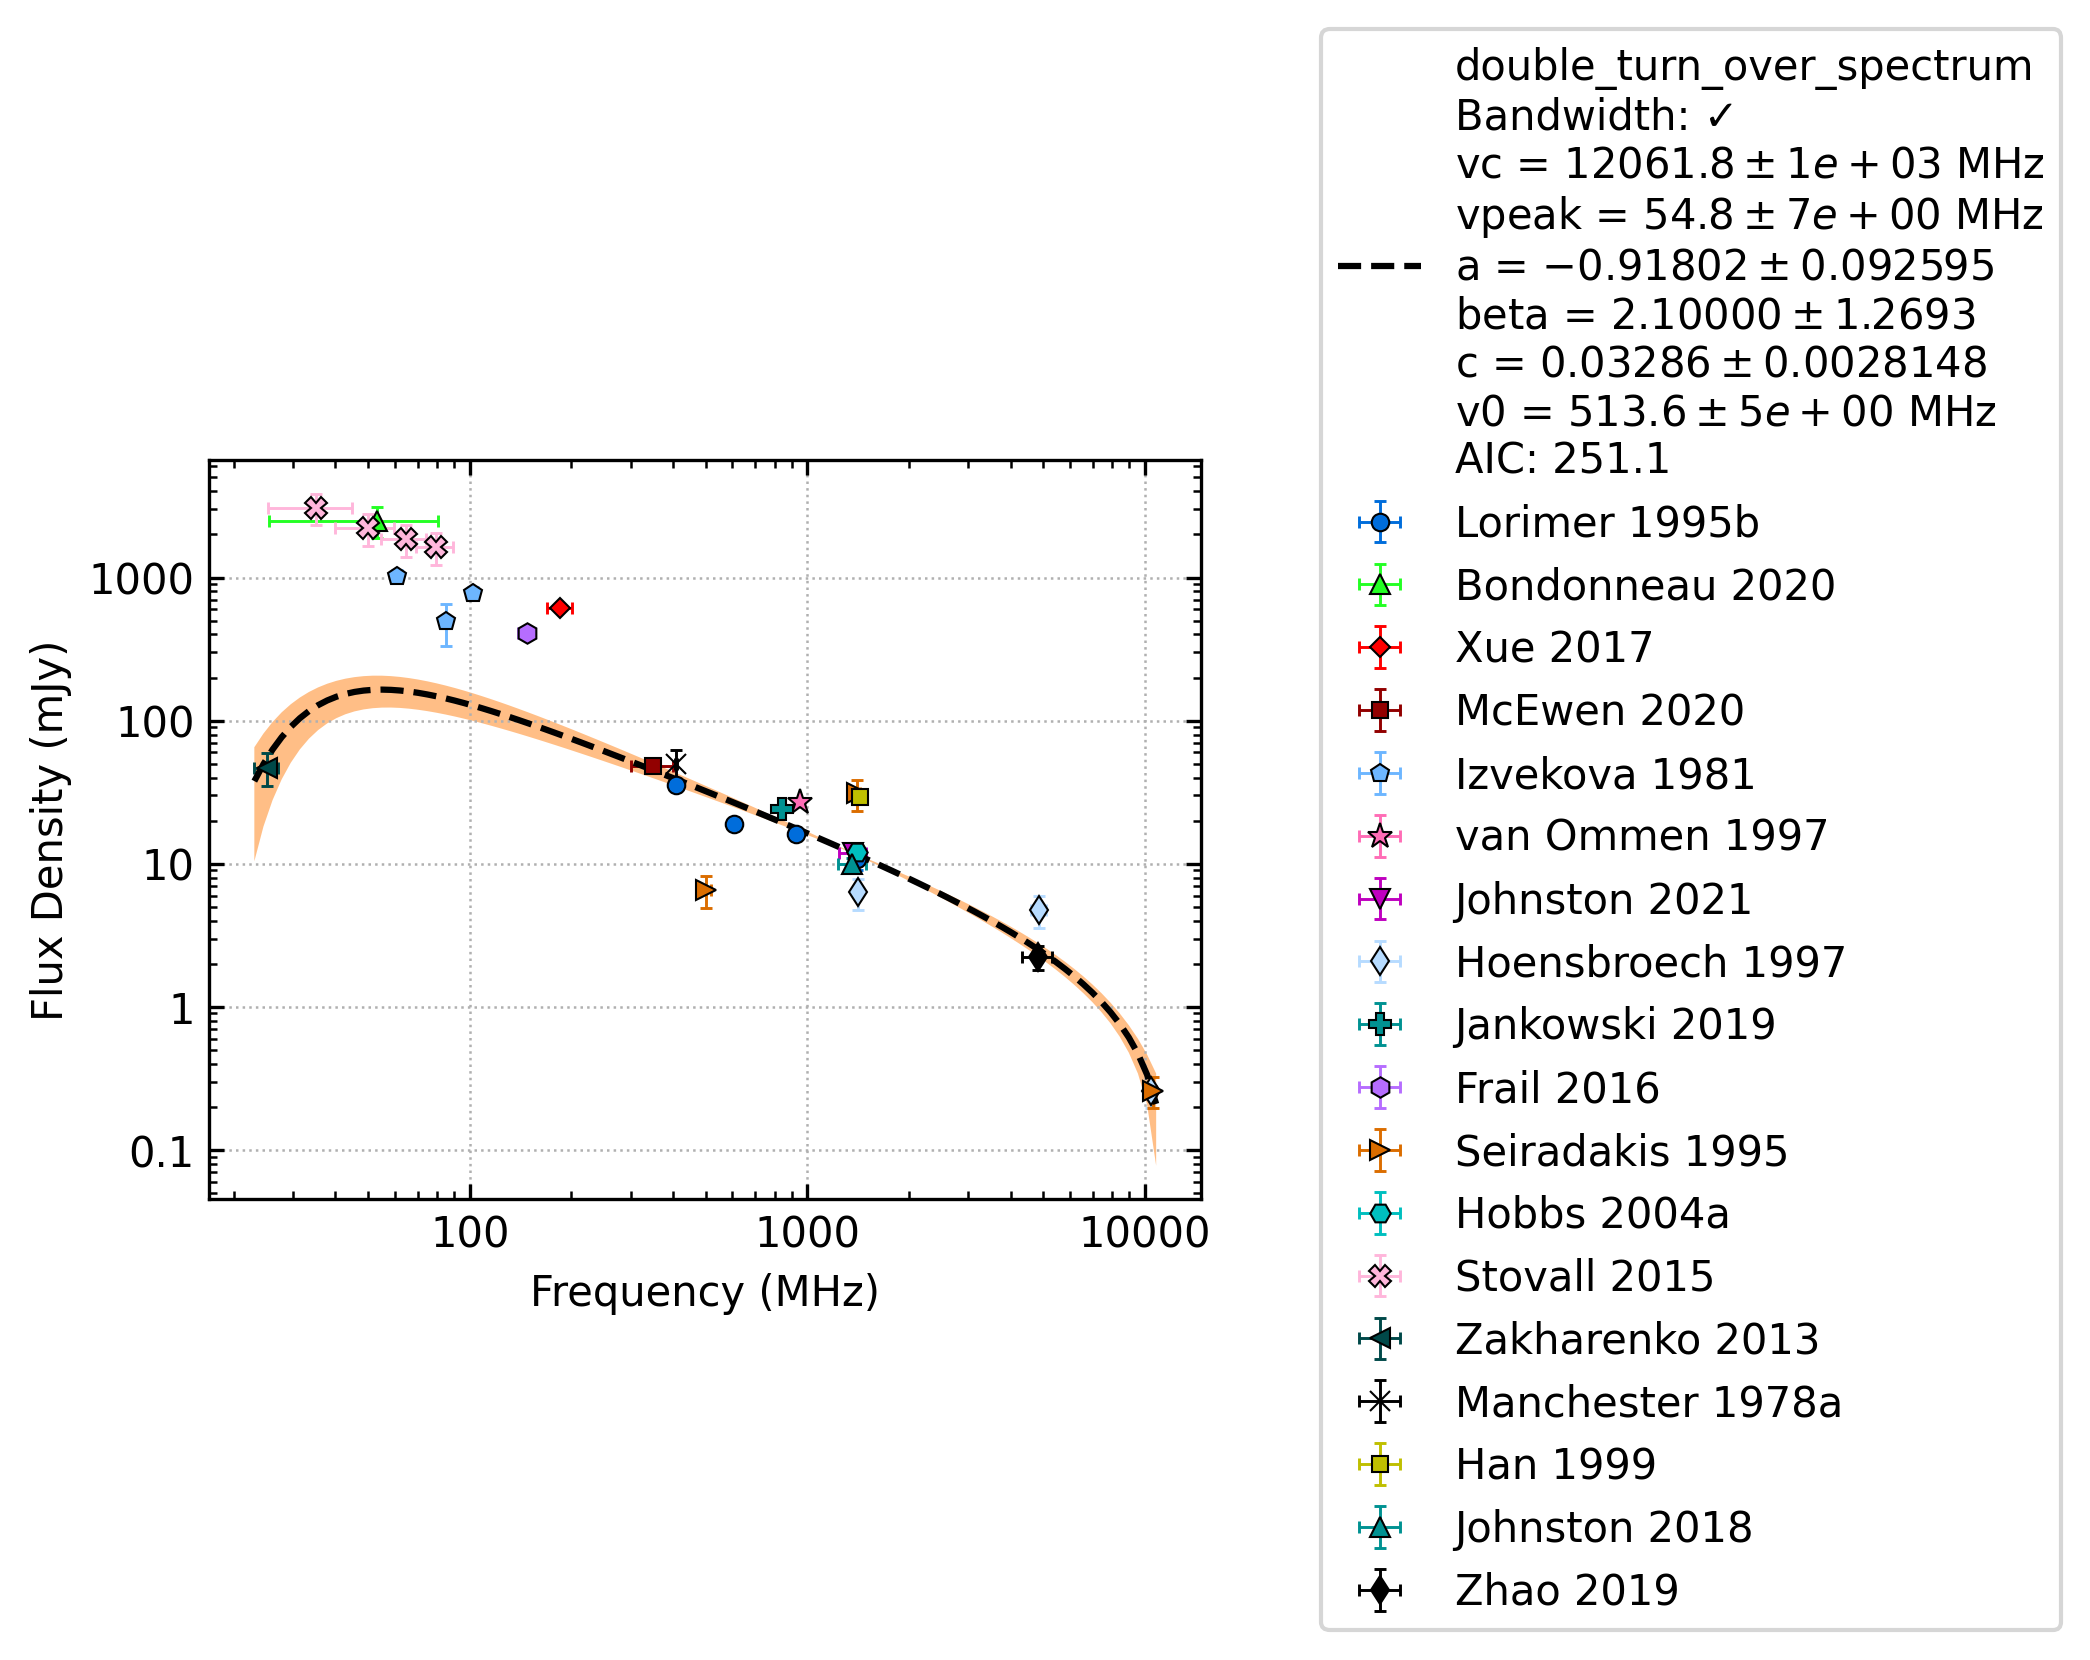 double_turn_over_spectrum
Bandwidth: ✓
vc = 12061.8 ± 1e + 03 MHz
vpeak = 54.8 ± 7e + 00 MHz
a = −0.91802 ± 0.092595
beta = 2.10000 ± 1.2693
c = 0.03286 ± 0.0028148
v0 = 513.6 ± 5e + 00 MHz
AIC: 251.1
Lorimer 1995b
Bondonneau 2020
Xue 2017
McEwen 2020
Izvekova 1981
van Ommen 1997
Johnston 2021
Hoensbroech 1997
Jankowski 2019
Frail 2016
Seiradakis 1995
Hobbs 2004a
Stovall 2015
Zakharenko 2013
Manchester 1978a
Han 1999
Johnston 2018
Zhao 2019
Flux Density (mJy)
1000
100
10
1
0.1
100
1000
10000
Frequency (MHz)